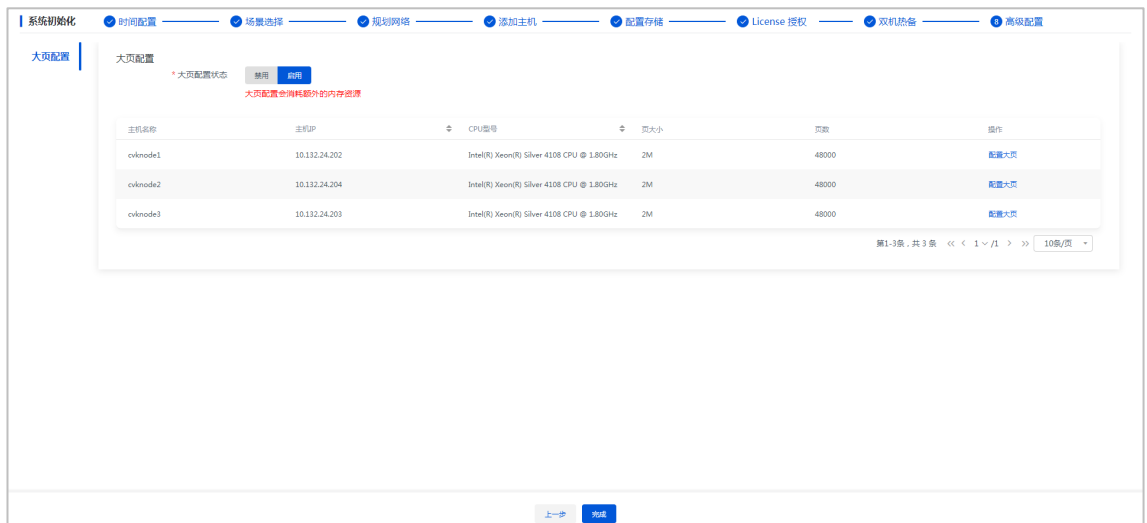 系统初始化 时间配置 场景选择 规划网络 添加主机 配置存储 License 授权 双机热备 8 高级配置
大页配置
大页配置
* 大页配置状态 禁用 启用
大页配置会消耗额外的内存资源
主机名称 主机IP CPU型号 页大小 页数 操作
cvknode1 10.132.24.202 Intel(R) Xeon(R) Silver 4108 CPU @ 1.80GHz 2M 48000 配置大页
cvknode2 10.132.24.204 Intel(R) Xeon(R) Silver 4108 CPU @ 1.80GHz 2M 48000 配置大页
cvknode3 10.132.24.203 Intel(R) Xeon(R) Silver 4108 CPU @ 1.80GHz 2M 48000 配置大页
第1-3条，共 3 条 << < 1 /1 > >> 10条/页
上一步 完成